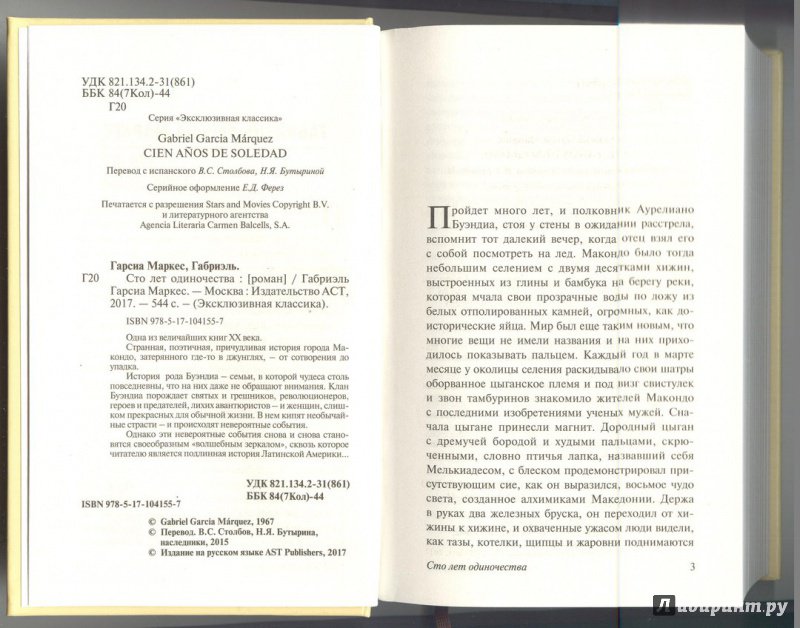 УДК 821.134.2-31(861)
ББК 84(7Кол)-44
Г20
Серия «Эксклюзивная классика»
Gabriel Garcia Márquez
CIEN AÑOS DE SOLEDAD
Перевод с испанского В.С. Столбова, Н.Я. Бутыриной
Серийное оформление Е.Д. Ферез
Печатается с разрешения Stars and Movies Copyright B.V.
и литературного агентства
Agencia Literaria Carmen Balcells, S.A.
Гарсиа Маркес, Габриэль.
Г20 Сто лет одиночества : [роман] / Габриэль
Гарсиа Маркес. — Москва : Издательство АСТ,
2017. — 544 с. — (Эксклюзивная классика).
ISBN 978-5-17-104155-7
Одна из величайших книг XX века.
Странная, поэтичная, причудливая история города Ма-
кондо, затерянного где-то в джунглях, — от сотворения до
упадка.
История рода Буэндиа – семьи, в которой чудеса столь
повседневны, что на них даже не обращают внимания. Клан
Буэндиа порождает святых и грешников, революционеров,
героев и предателей, лихих авантюристов – и женщин, слиш-
ком прекрасных для обычной жизни. В нем кипят необычай-
ные страсти – и происходят невероятные события.
Однако эти невероятные события снова и снова стано-
вятся своеобразным «волшебным зеркалом», сквозь которое
читателю является подлинная история Латинской Америки...
УДК 821.134.2-31(861)
ББК 84(7Кол)-44
ISBN 978-5-17-104155-7
© Gabriel Garcia Márquez, 1967
© Перевод. В.С. Столбов, Н.Я. Бутырина,
наследники, 2015
© Издание на русском языке AST Publishers, 2017
Пройдет много лет, и полковник Аурелиано
Буэндиа, стоя у стены в ожидании расстрела,
вспомнит тот далекий вечер, когда отец взял его
с собой посмотреть на лед. Макондо было тогда
небольшим селением с двумя десятками хижин,
выстроенных из глины и бамбука на берегу реки,
которая мчала свои прозрачные воды по ложу из
белых отполированных камней, огромных, как до-
исторические яйца. Мир был еще таким новым, что
многие вещи не имели названия и на них прихо-
дилось показывать пальцем. Каждый год в марте
месяце у околицы селения раскидывало свои шатры
оборванное цыганское племя и под визг свистулек
и звон тамбуринов знакомило жителей Макондо
с последними изобретениями ученых мужей. Сна-
чала цыгане принесли магнит. Дородный цыган
с дремучей бородой и худыми пальцами, скрю-
ченными, словно птичья лапка, назвавший себя
Мелькиадесом, с блеском продемонстрировал при-
сутствующим сие, как он выразился, восьмое чудо
света, созданное алхимиками Македонии. Держа
в руках два железных бруска, он переходил от хи-
жины к хижине, и охваченные ужасом люди видели,
как тазы, котелки, щипцы и жаровни поднимаются
Сто лет одиночества 3
Лабиринт.ру